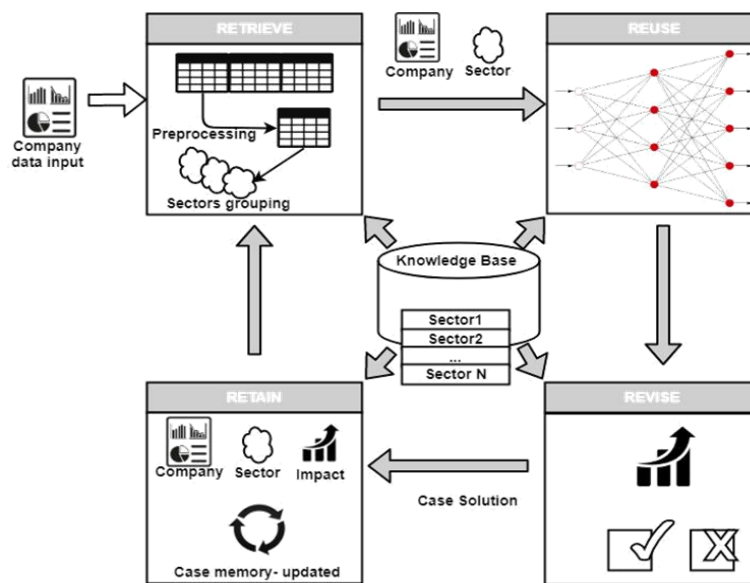 RETRIEVE
REUSE
Company
Sector
Company
data input
Preprocessing
Sectors grouping
Knowledge Base
Sector1
Sector2
...
Sector N
RETAIN
REVISE
Company
Sector
Impact
Case Solution
Case memory- updated